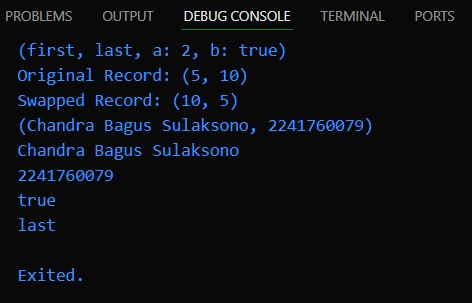 PROBLEMS OUTPUT DEBUG CONSOLE TERMINAL PORTS
(first, last, a: 2, b: true)
Original Record: (5, 10)
Swapped Record: (10, 5)
(Chandra Bagus Sulaksono, 2241760079)
Chandra Bagus Sulaksono
2241760079
true
last
Exited.